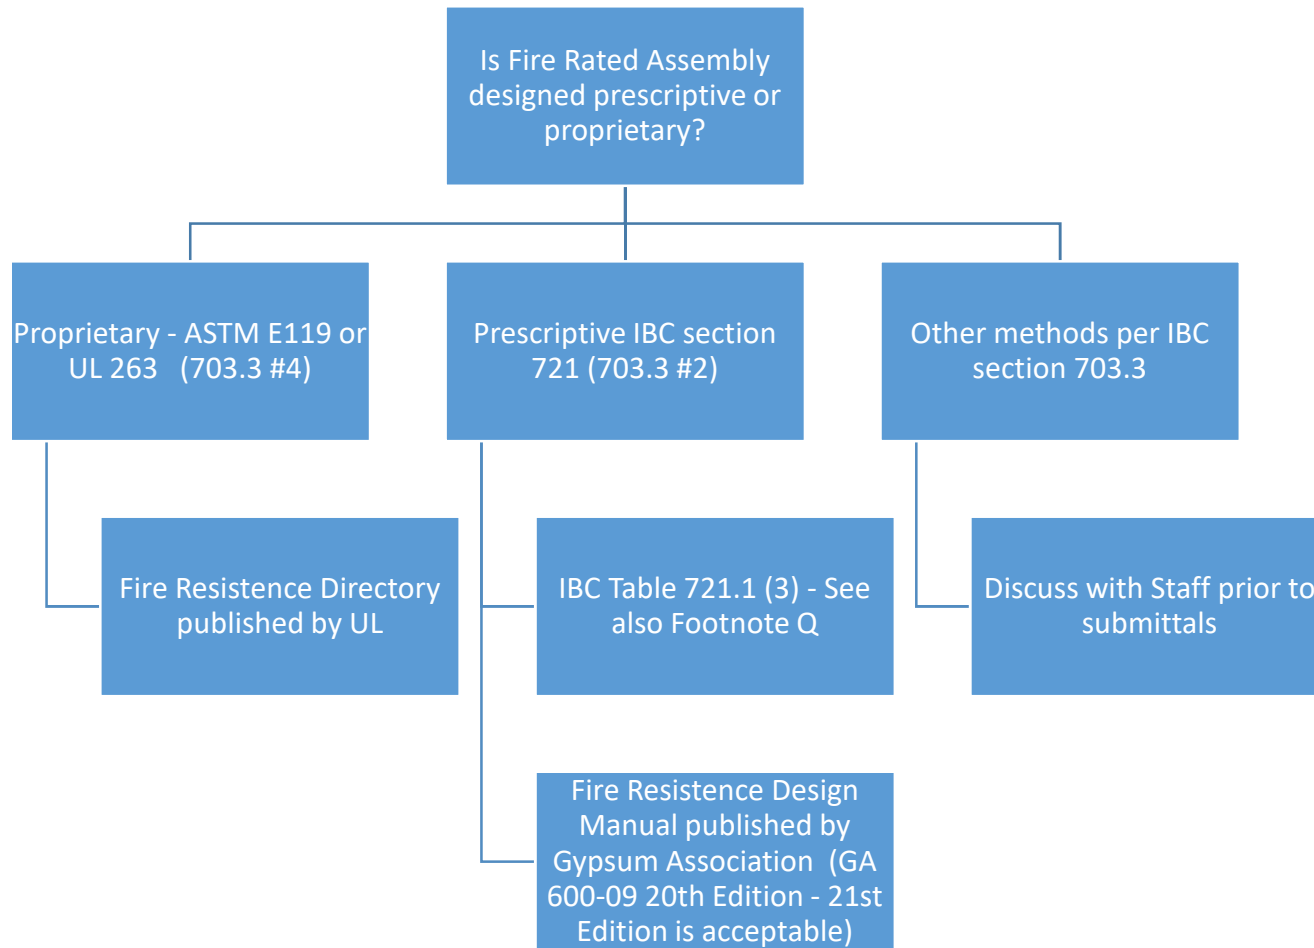 Is Fire Rated Assembly
designed prescriptive or
proprietary?
Proprietary - ASTM E119 or
UL 263   (703.3 #4)
Prescriptive IBC section
721 (703.3 #2)
Other methods per IBC
section 703.3
Fire Resistence Directory
published by UL
IBC Table 721.1 (3) - See
also Footnote Q
Discuss with Staff prior to
submittals
Fire Resistence Design
Manual published by
Gypsum Association  (GA
600-09 20th Edition - 21st
Edition is acceptable)